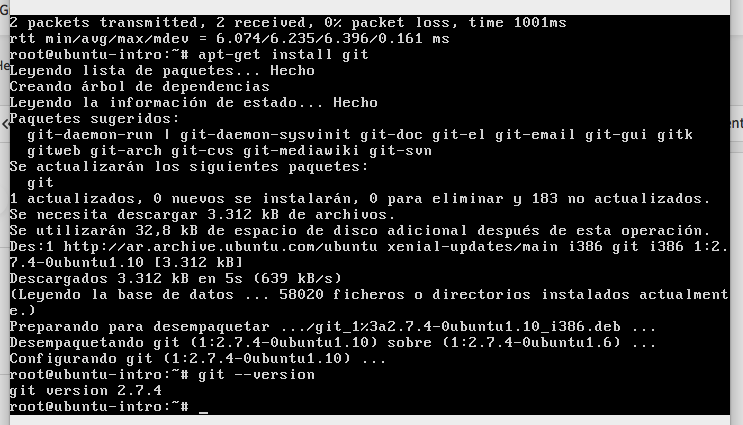 2 packets transmitted, 2 received, 0% packet loss, time 1001ms
rtt min/avg/max/mdev = 6.074/6.235/6.396/0.161 ms
root@ubuntu-intro:~# apt-get install git
Leyendo lista de paquetes... Hecho
Creando árbol de dependencias
Leyendo la información de estado... Hecho
Paquetes sugeridos:
  git-daemon-run | git-daemon-sysvinit git-doc git-el git-email git-gui gitk
  gitweb git-arch git-cvs git-mediawiki git-svn
Se actualizarán los siguientes paquetes:
  git
1 actualizados, 0 nuevos se instalarán, 0 para eliminar y 183 no actualizados.
Se necesita descargar 3.312 kB de archivos.
Se utilizarán 32,8 kB de espacio de disco adicional después de esta operación.
Des:1 http://ar.archive.ubuntu.com/ubuntu xenial-updates/main i386 git i386 1:2.
7.4-0ubuntu1.10 [3.312 kB]
Descargados 3.312 kB en 5s (639 kB/s)
(Leyendo la base de datos ... 58020 ficheros o directorios instalados actualment
e.)
Preparando para desempaquetar .../git_1%3a2.7.4-0ubuntu1.10_i386.deb ...
Desempaquetando git (1:2.7.4-0ubuntu1.10) sobre (1:2.7.4-0ubuntu1.6) ...
Configurando git (1:2.7.4-0ubuntu1.10) ...
root@ubuntu-intro:~# git --version
git version 2.7.4
root@ubuntu-intro:~# _